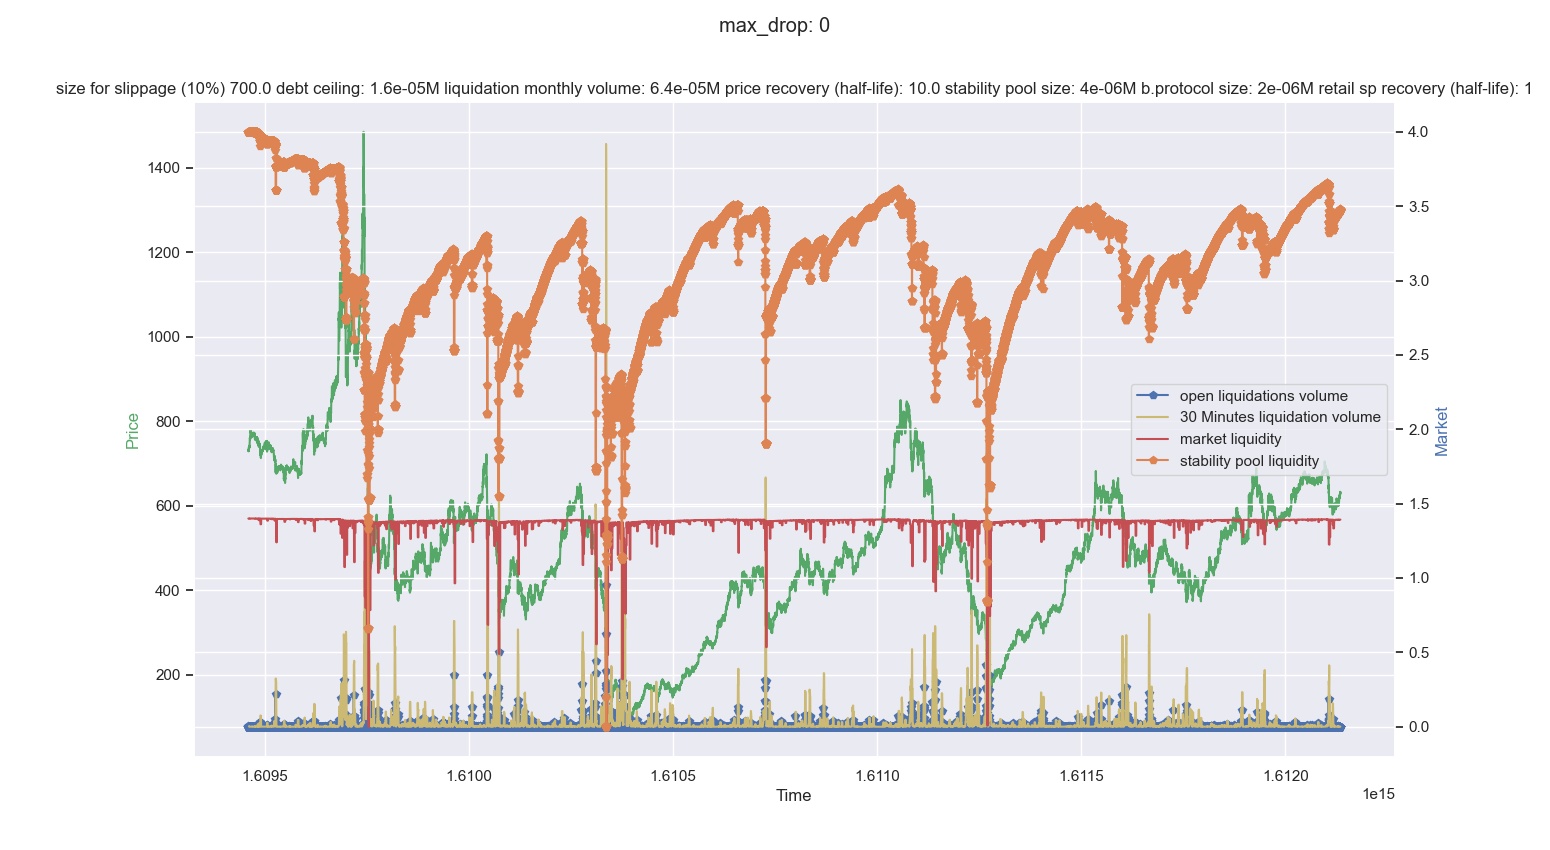 max_drop: 0
size for slippage (10%) 700.0 debt ceiling: 1.6e-05M liquidation monthly volume: 6.4e-05M price recovery (half-life): 10.0 stability pool size: 4e-06M b.protocol size: 2e-06M retail sp recovery (half-life): 1
1400
1200
1000
800
600
400
200
Price
4.0
3.5
3.0
2.5
2.0
1.5
1.0
0.5
0.0
Market
open liquidations volume
30 Minutes liquidation volume
market liquidity
stability pool liquidity
1.6095 1.6100 1.6105 1.6110 1.6115 1.6120
Time
1e15